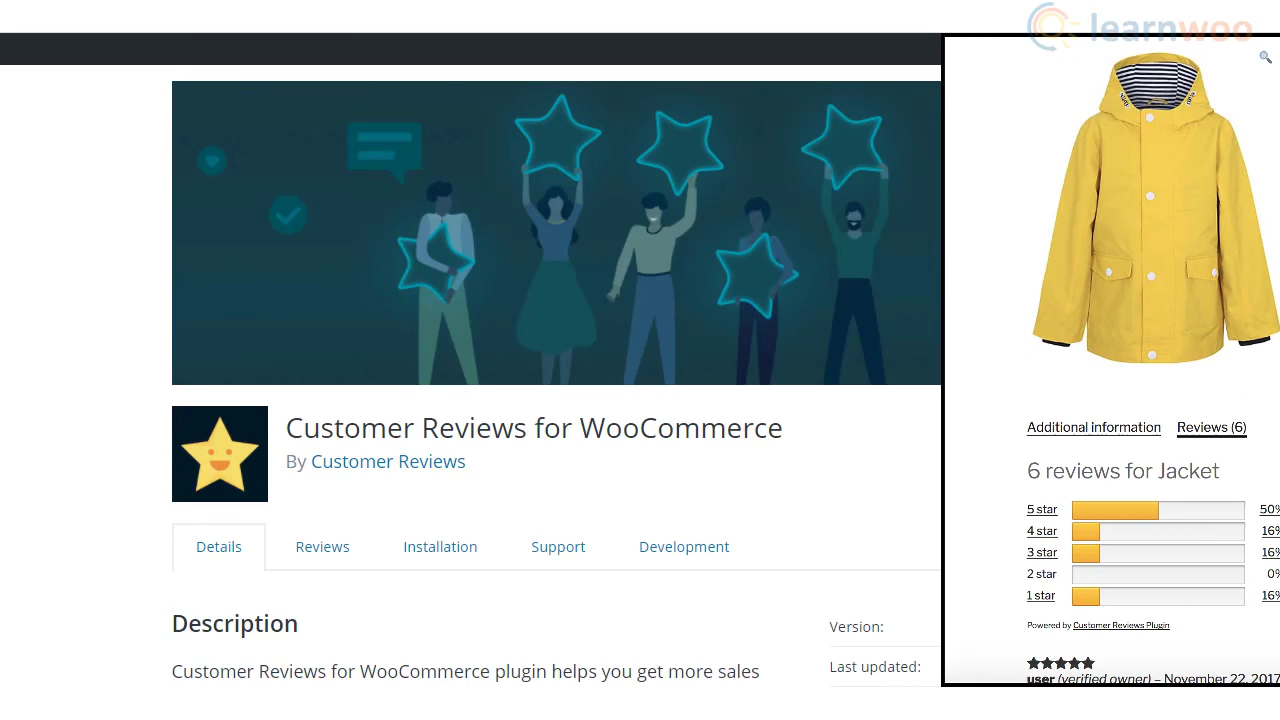 learnwoo
Customer Reviews for WooCommerce
By Customer Reviews
Details
Reviews
Installation
Support
Development
Description
Customer Reviews for WooCommerce plugin helps you get more sales
Version:
Last updated:
Additional information
Reviews (6)
6 reviews for Jacket
5 star 50%
4 star 16%
3 star 16%
2 star 0%
1 star 16%
Powered by Customer Reviews Plugin
user (verified owner) – November 22, 2017